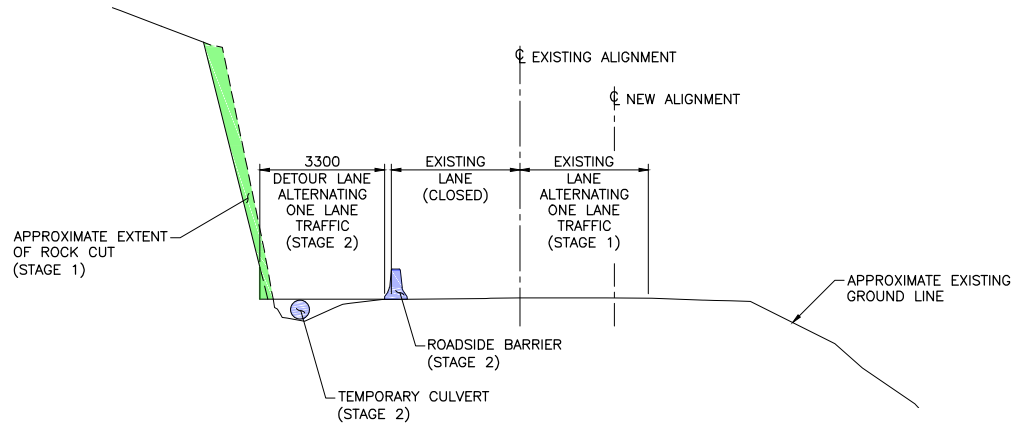 ℄ EXISTING ALIGNMENT
℄ NEW ALIGNMENT
3300
DETOUR LANE
ALTERNATING
ONE LANE
TRAFFIC
(STAGE 2)
EXISTING
LANE
(CLOSED)
EXISTING
LANE
ALTERNATING
ONE LANE
TRAFFIC
(STAGE 1)
APPROXIMATE EXTENT
OF ROCK CUT
(STAGE 1)
APPROXIMATE EXISTING
GROUND LINE
ROADSIDE BARRIER
(STAGE 2)
TEMPORARY CULVERT
(STAGE 2)